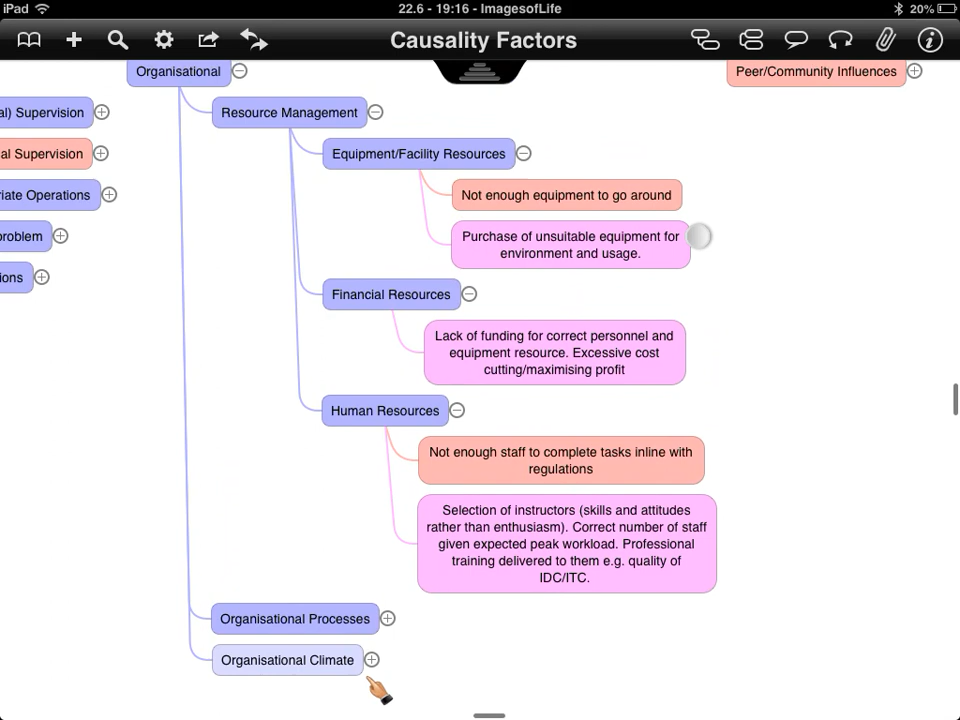 iPad
22.6 - 19:16 - ImagesofLife
20%
Causality Factors
Organisational
Peer/Community Influences
al) Supervision
Resource Management
al Supervision
Equipment/Facility Resources
riate Operations
Not enough equipment to go around
problem
Purchase of unsuitable equipment for
environment and usage.
ions
Financial Resources
Lack of funding for correct personnel and
equipment resource. Excessive cost
cutting/maximising profit
Human Resources
Not enough staff to complete tasks inline with
regulations
Selection of instructors (skills and attitudes
rather than enthusiasm). Correct number of staff
given expected peak workload. Professional
training delivered to them e.g. quality of
IDC/ITC.
Organisational Processes
Organisational Climate